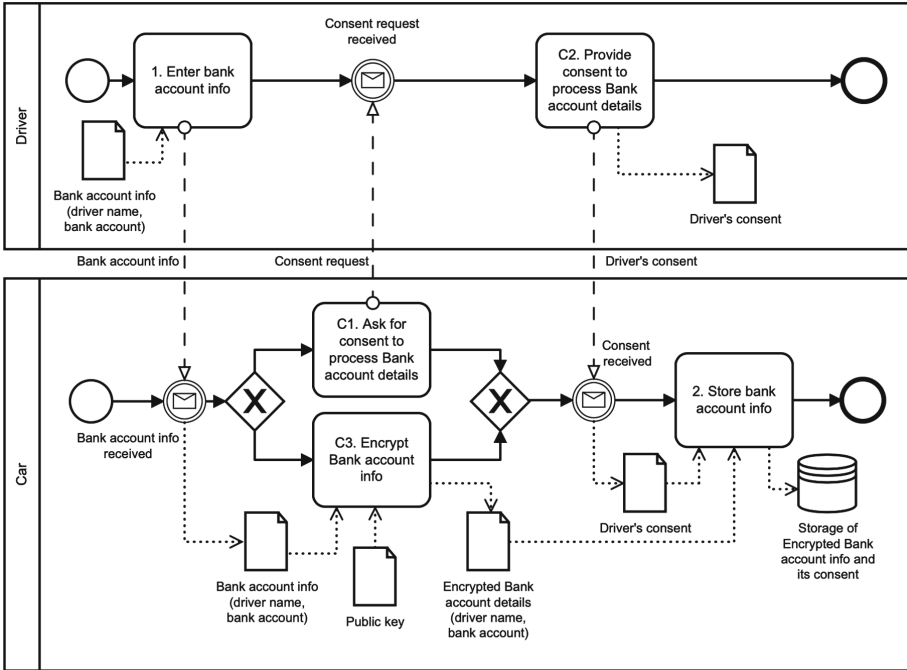 Driver
Consent request
received
1. Enter bank
account info
C2. Provide
consent to
process Bank
account details
Bank account info
(driver name,
bank account)
Driver's consent
Bank account info
Consent request
Driver's consent
Car
C1. Ask for
consent to
process Bank
account details
Consent
received
2. Store bank
account info
X
X
Bank account info
received
C3. Encrypt
Bank account
info
Driver's consent
Storage of
Encrypted Bank
account info and
its consent
Bank account info
(driver name,
bank account)
Public key
Encrypted Bank
account details
(driver name,
bank account)